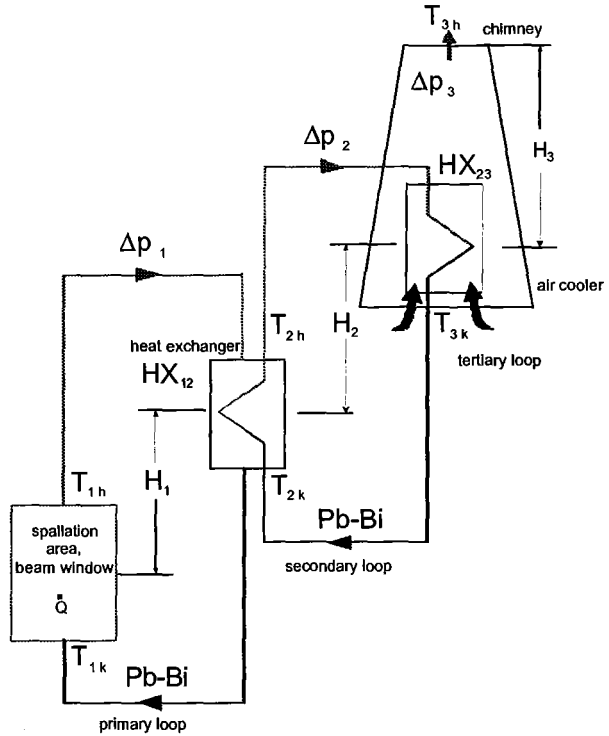 T3h
chimney
Δp3
H3
HX23
Δp2
air cooler
T3k
tertiary loop
Δp1
H2
T2h
heat exchanger
HX12
H1
T1h
T2k
spallation
area,
beam window
Q̇
Pb-Bi
secondary loop
T1k
Pb-Bi
primary loop